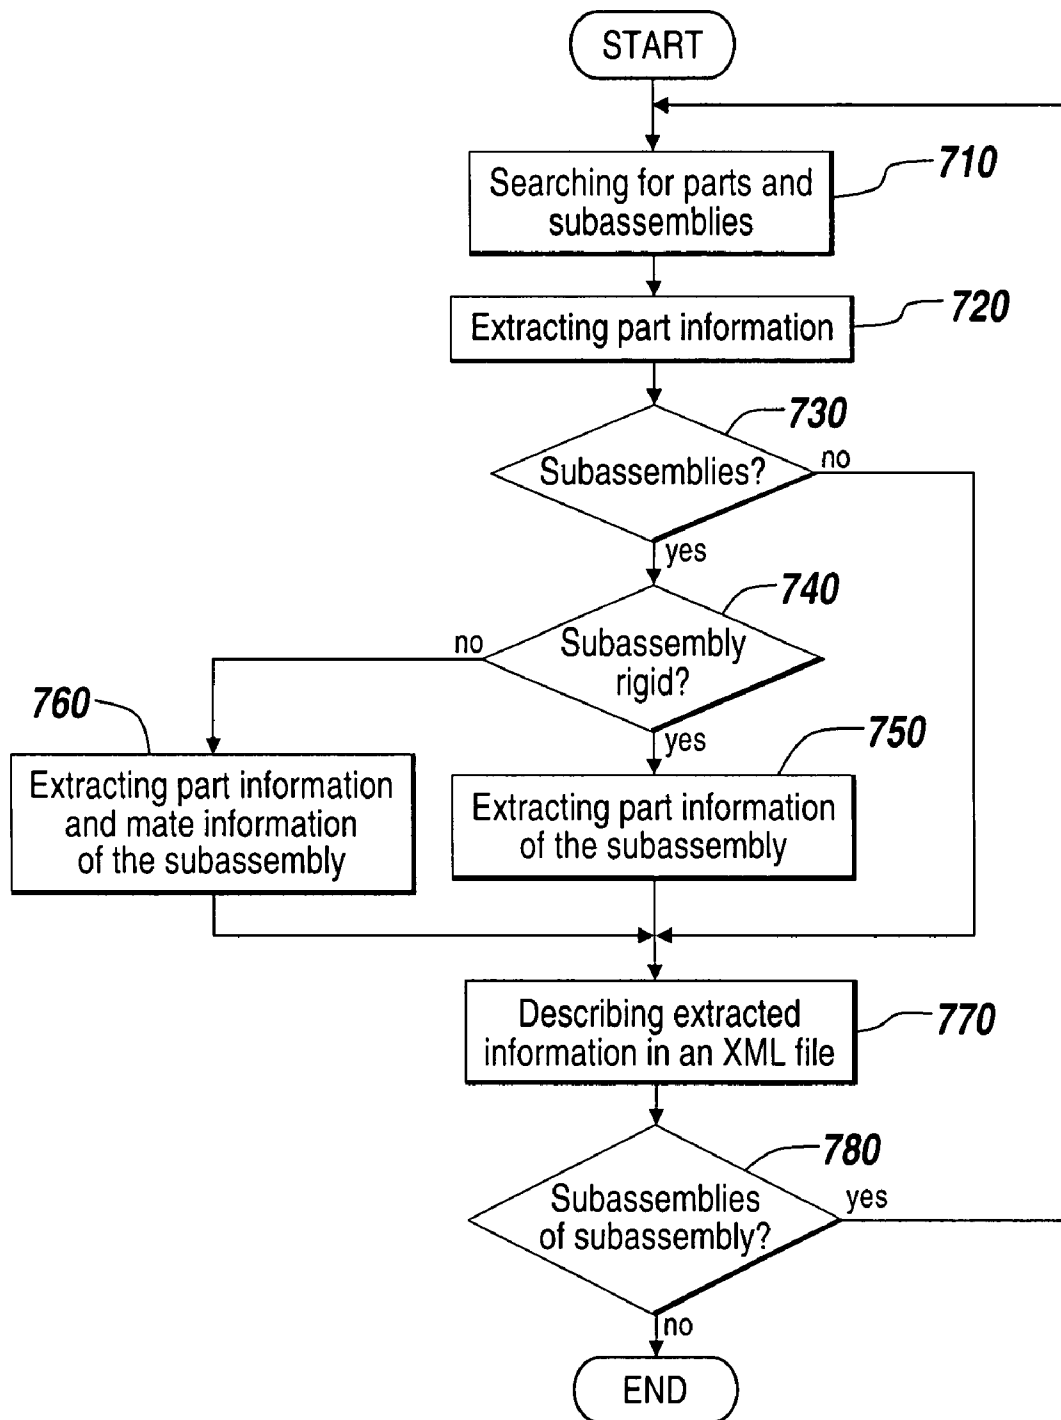 START
710
Searching for parts and
subassemblies
720
Extracting part information
730
Subassemblies?
no
yes
740
no
Subassembly
rigid?
760
yes
750
Extracting part information
and mate information
of the subassembly
Extracting part information
of the subassembly
Describing extracted
information in an XML file
770
780
Subassemblies
of subassembly?
yes
no
END